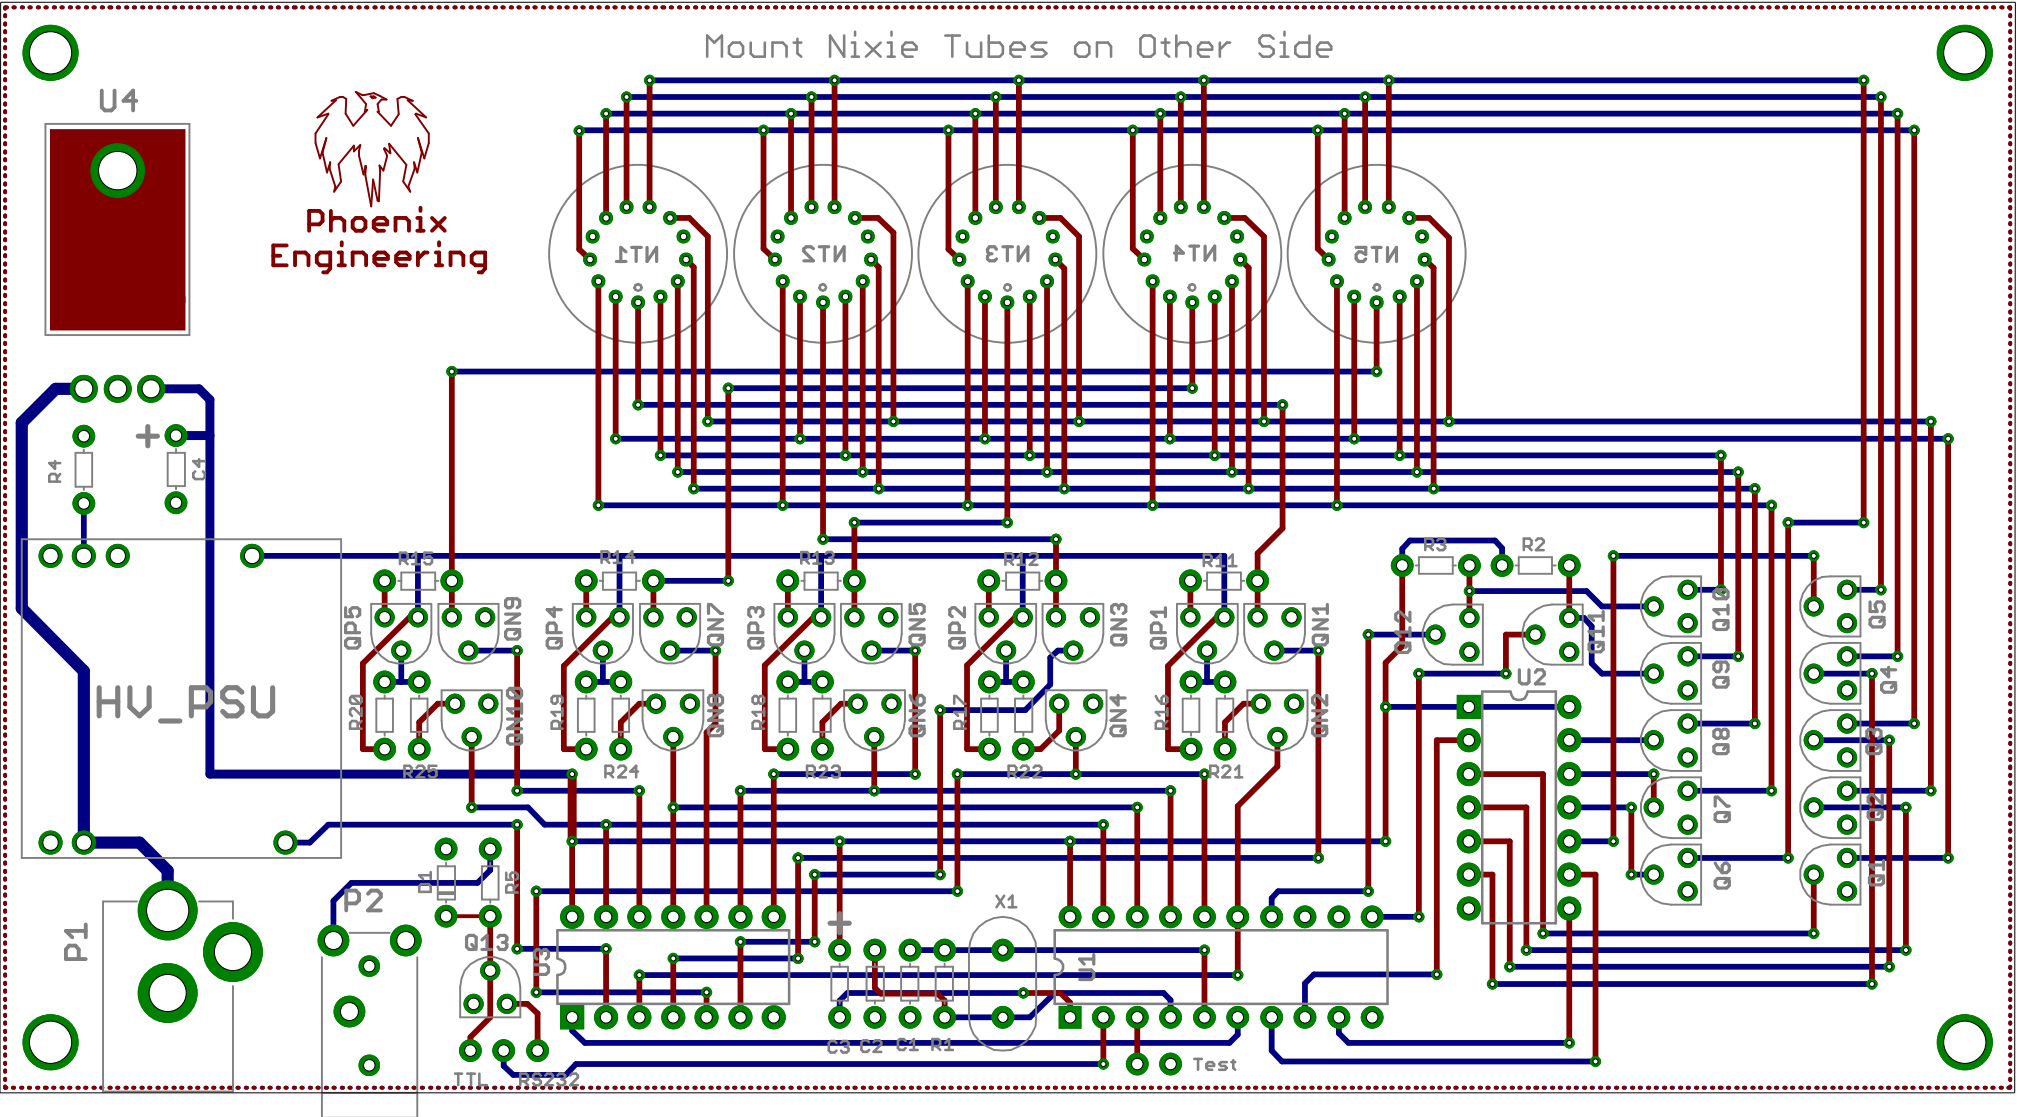 Mount Nixie Tubes on Other Side
U4
Phoenix
Engineering
NT1
NT2
NT3
NT4
NT5
+
R4
C4
R15
R14
R13
R12
R11
R3
R2
QP5
QN9
QP4
QN7
QP3
QN5
QP2
QN3
QP1
QN1
Q12
Q11
Q10
Q5
U2
Q9
Q4
HV_PSU
R20
QN10
R19
QN8
R18
QN6
R17
QN4
R16
QN2
Q8
Q3
R25
R24
R23
R22
R21
Q7
Q2
D1
R5
Q6
Q1
P2
X1
+
P1
Q13
U3
U1
C3
C2
C1
R1
Test
TTL
RS232